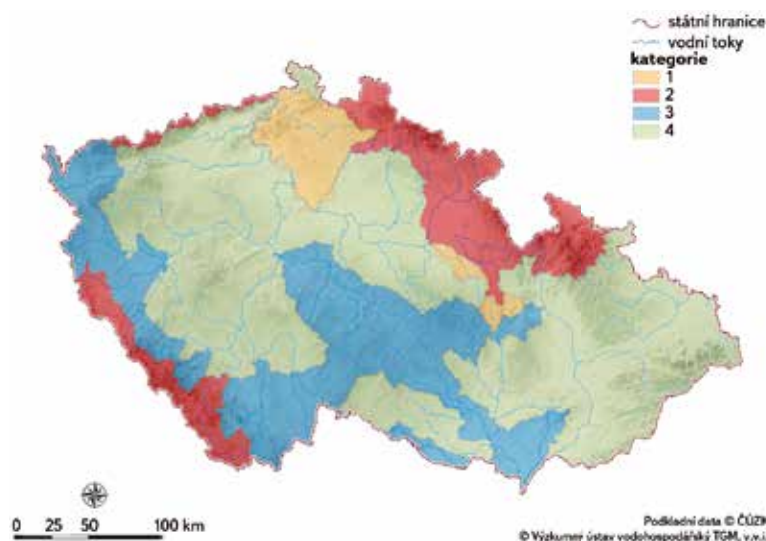 státní hranice
vodní toky
kategorie
1
2
3
4
0 25 50 100 km
Podkladní data © ČÚZK
© Výzkumný ústav vodohospodářský TGM, v.v.i.